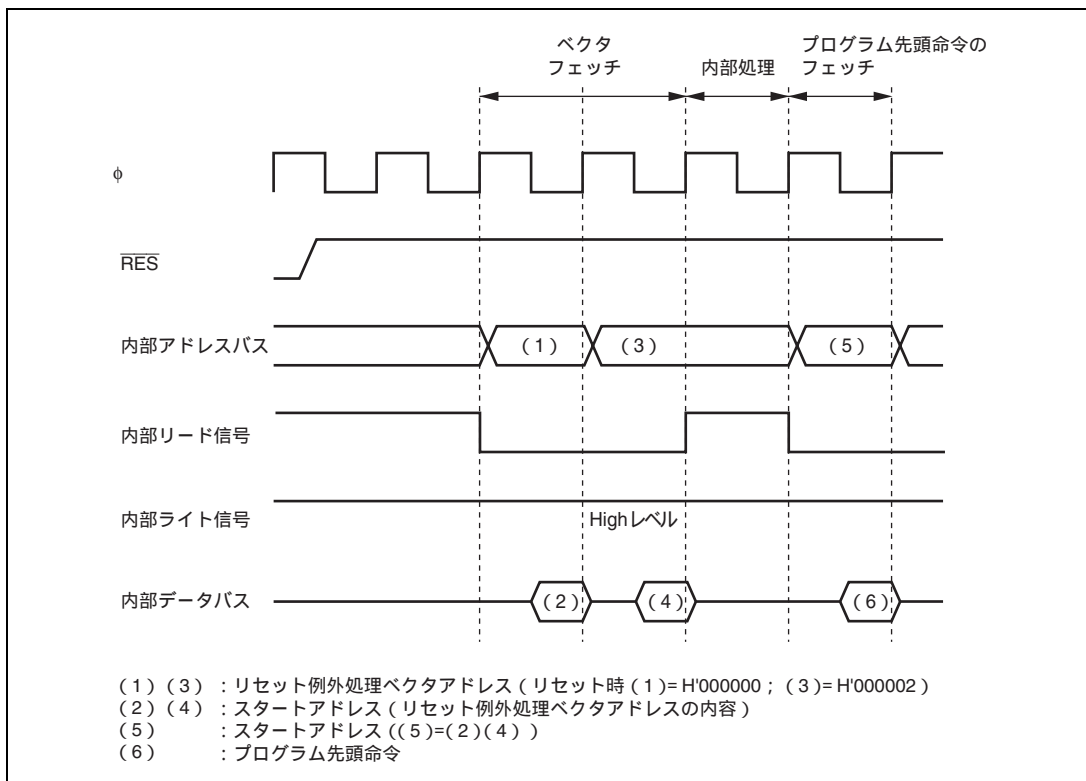 ベクタ
フェッチ
内部処理
プログラム先頭命令の
フェッチ
φ
RES
内部アドレスバス
(1)
(3)
(5)
内部リード信号
内部ライト信号
Highレベル
内部データバス
(2)
(4)
(6)
(1)(3) :リセット例外処理ベクタアドレス(リセット時(1)= H'000000;(3)= H'000002)
(2)(4) :スタートアドレス(リセット例外処理ベクタアドレスの内容)
(5) :スタートアドレス((5)=(2)(4))
(6) :プログラム先頭命令